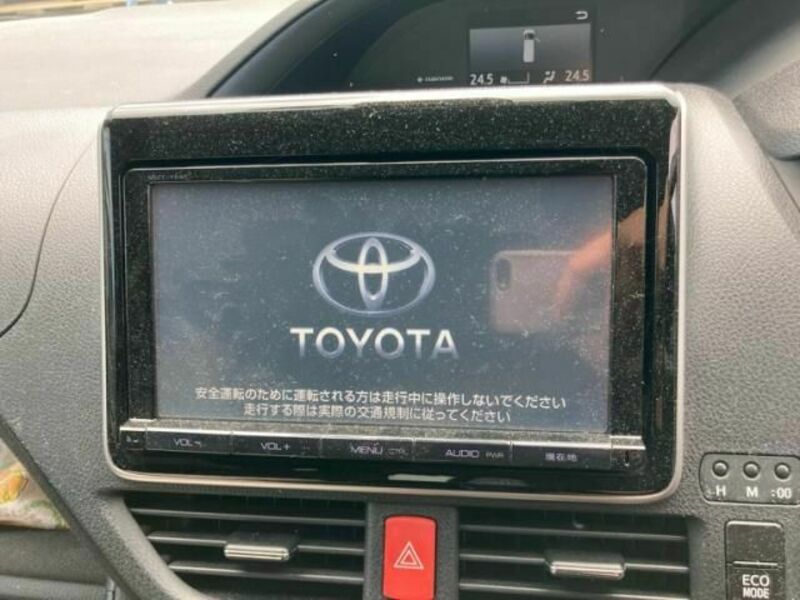 24.5
24.5
TOYOTA
安全運転のために運転される方は走行中に操作しないでください
走行する際は実際の交通規制に従ってください
VOL -
VOL +
MENU CTRL
AUDIO PWR
現在地
H
M
:00
ECO
MODE